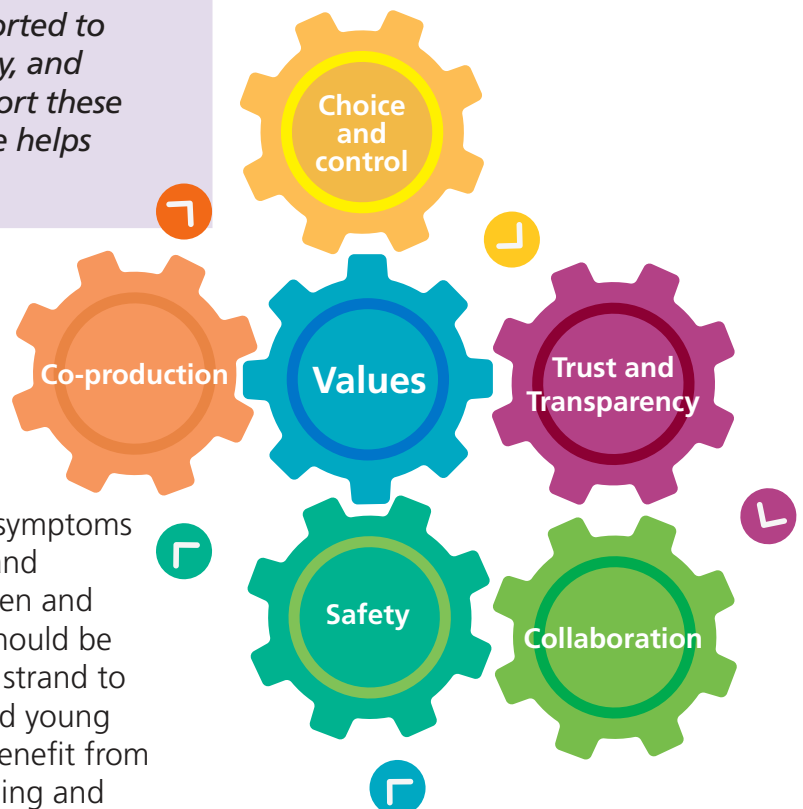 orted to
y, and
ort these
e helps
Choice
and
control
Co-production
Values
Trust and
Transparency
symptoms
and
en and
hould be
strand to
d young
enefit from
ing and
Safety
Collaboration